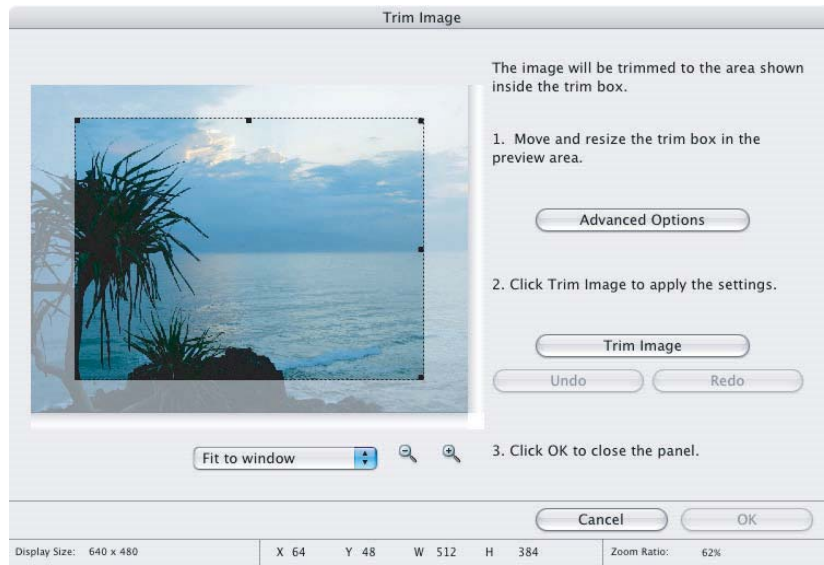 Trim Image
The image will be trimmed to the area shown
inside the trim box.
1. Move and resize the trim box in the
preview area.
Advanced Options
2. Click Trim Image to apply the settings.
Trim Image
Undo Redo
Fit to window
3. Click OK to close the panel.
Cancel OK
Display Size: 640 x 480 X 64 Y 48 W 512 H 384 Zoom Ratio: 62%